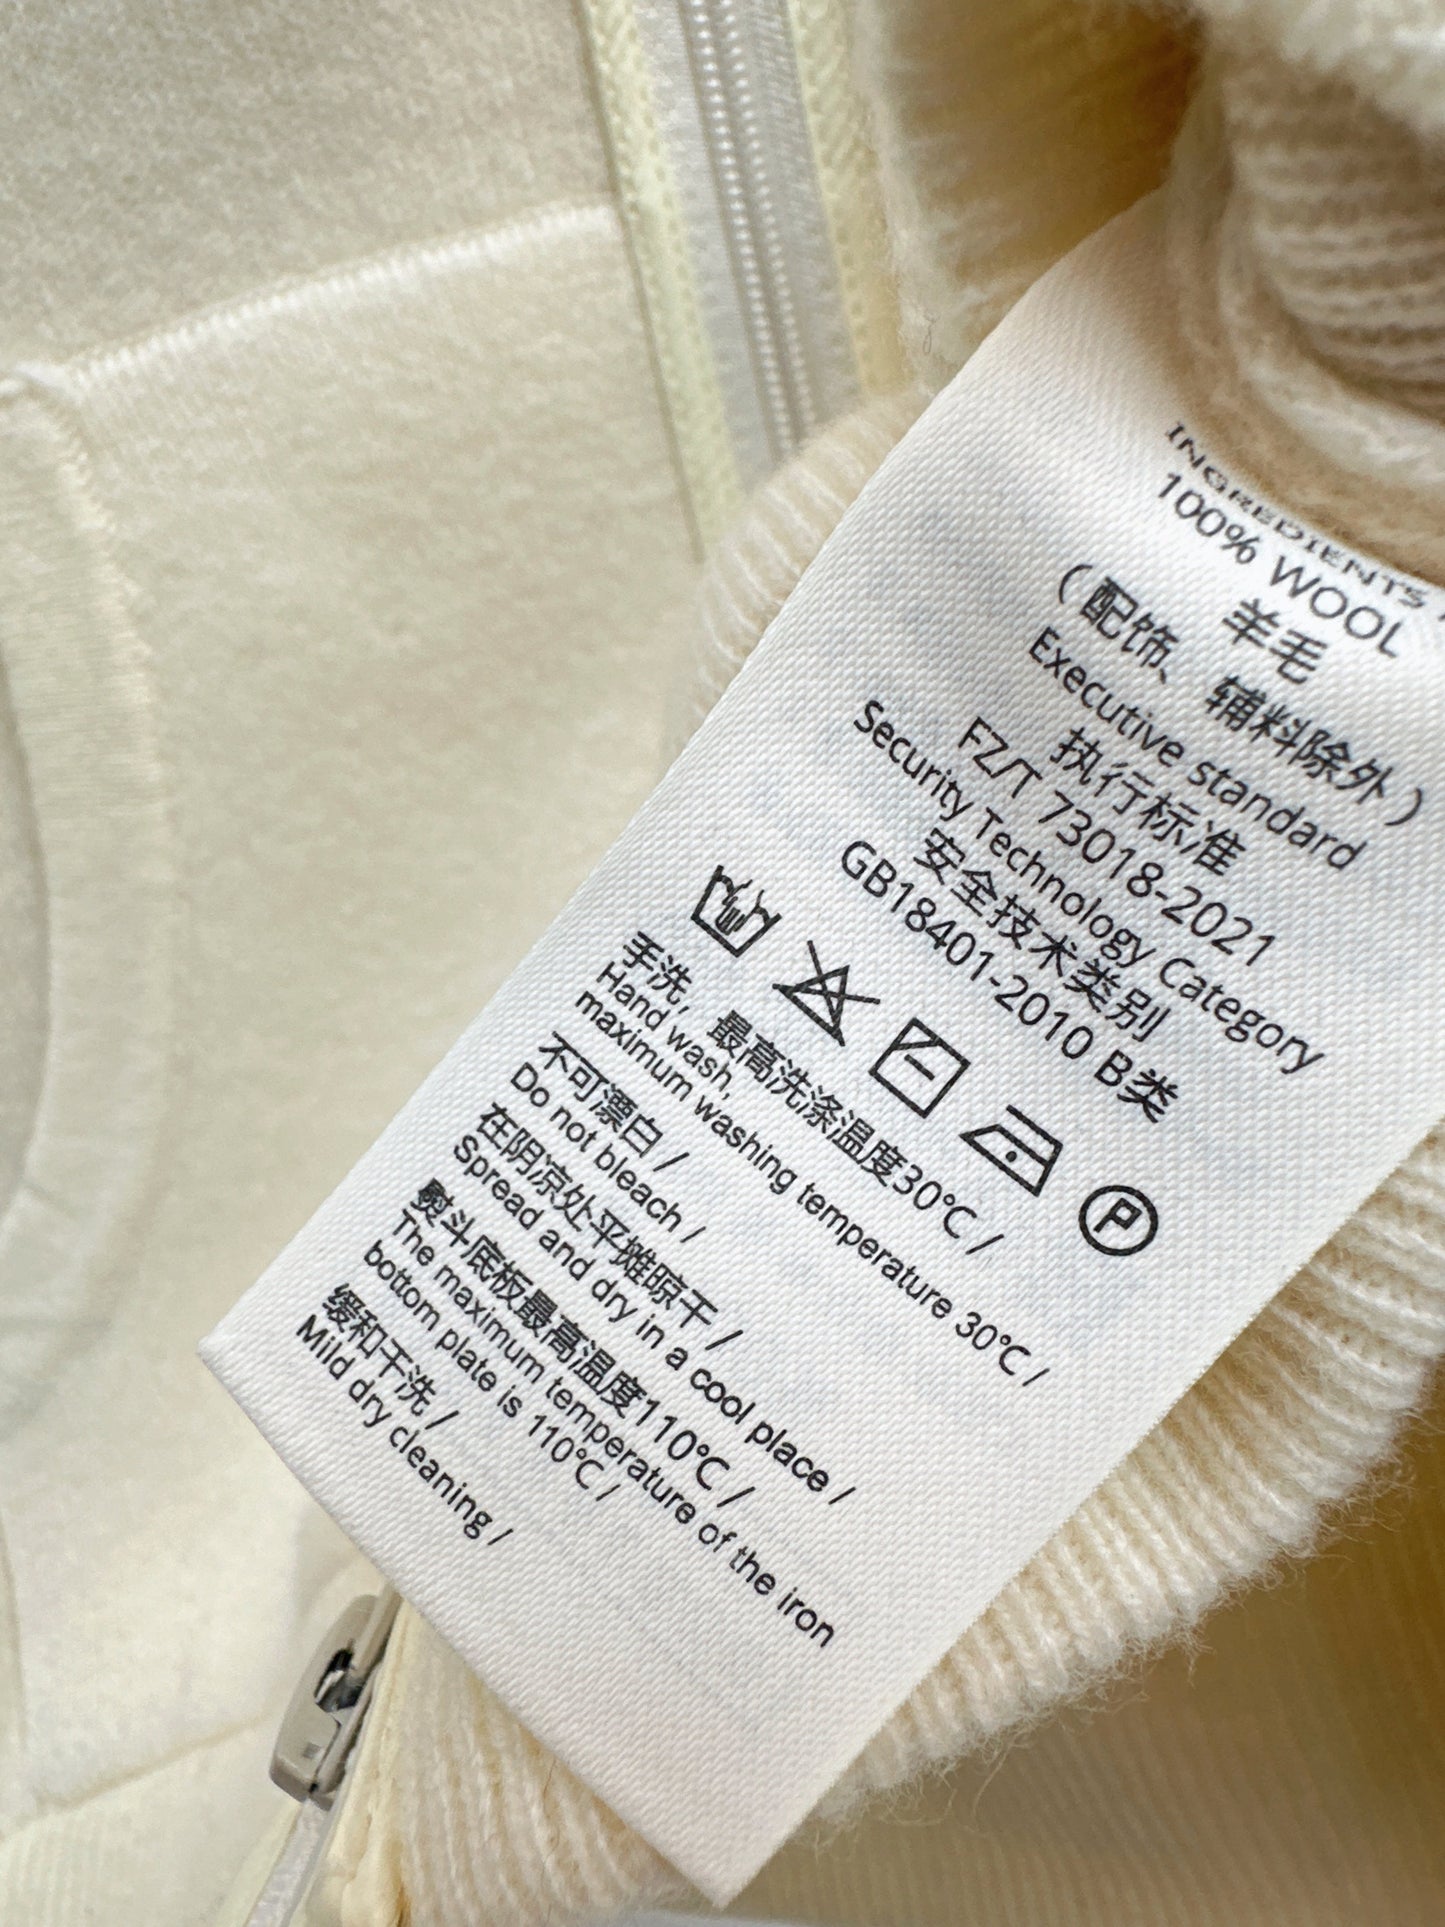 INGREDIENTS
100% WOOL
羊毛
（配饰、辅料除外）
Executive standard
执行标准
FZ/T 73018-2021
Security Technology Category
安全技术类别
GB18401-2010 B类
P
手洗，最高洗涤温度30℃ /
Hand wash,
maximum washing temperature 30℃ /
不可漂白 /
Do not bleach /
在阴凉处平摊晾干 /
Spread and dry in a cool place /
熨斗底板最高温度110℃ /
The maximum temperature of the iron
bottom plate is 110℃ /
缓和干洗 /
Mild dry cleaning /